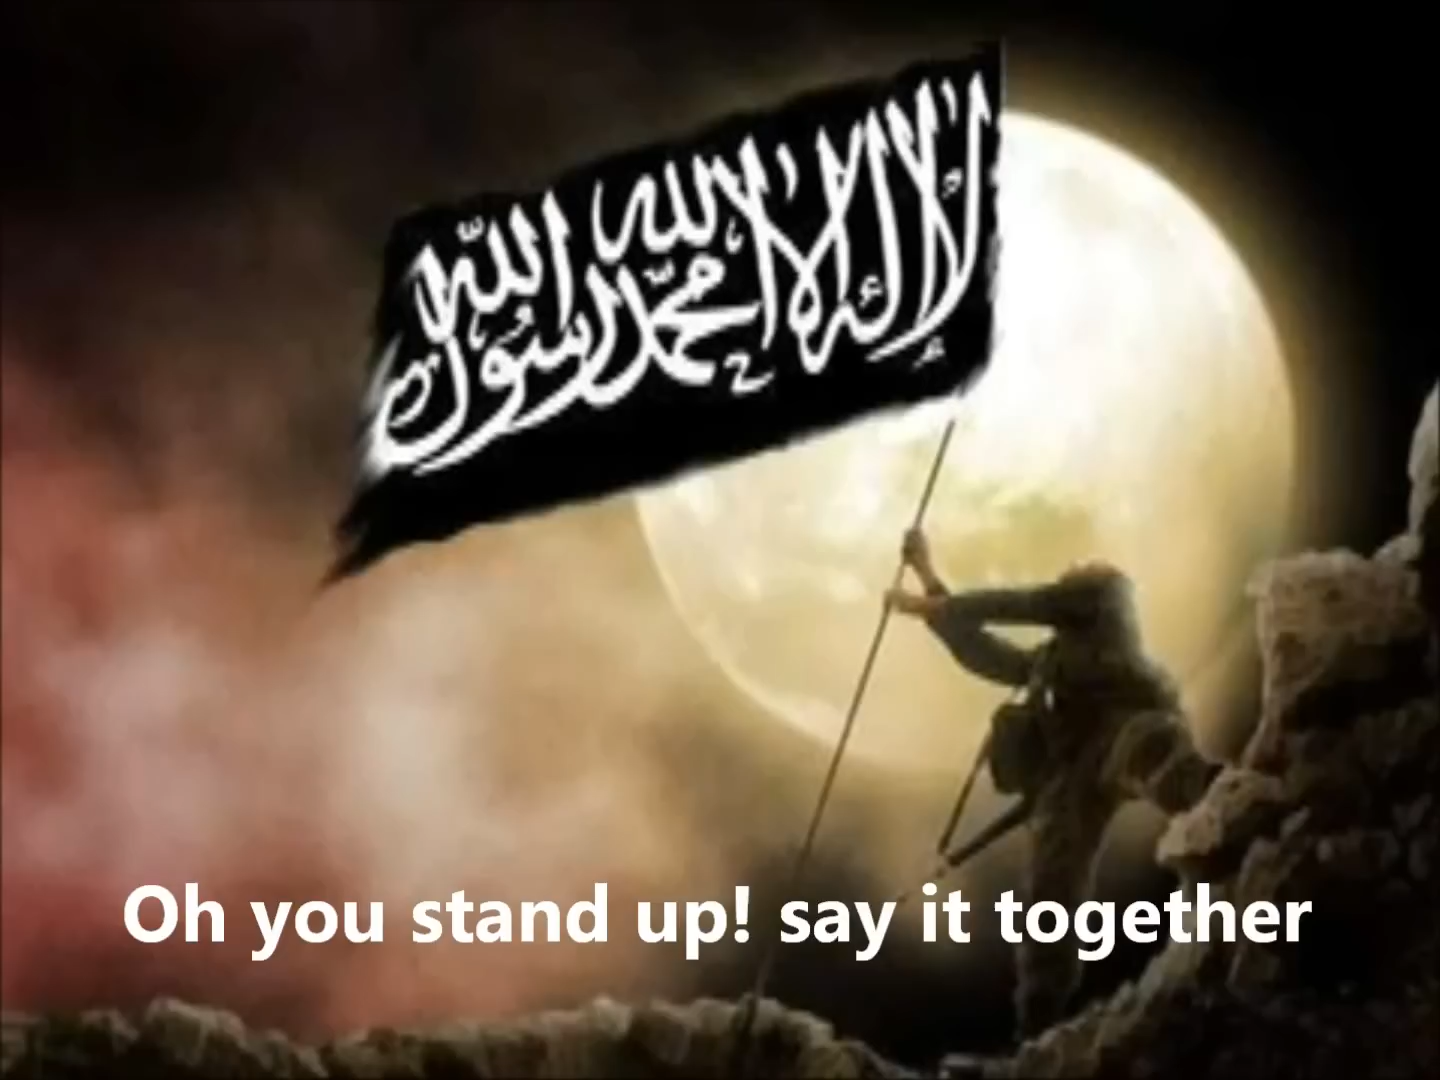 لا إله إلا الله محمد رسول الله
Oh you stand up! say it together